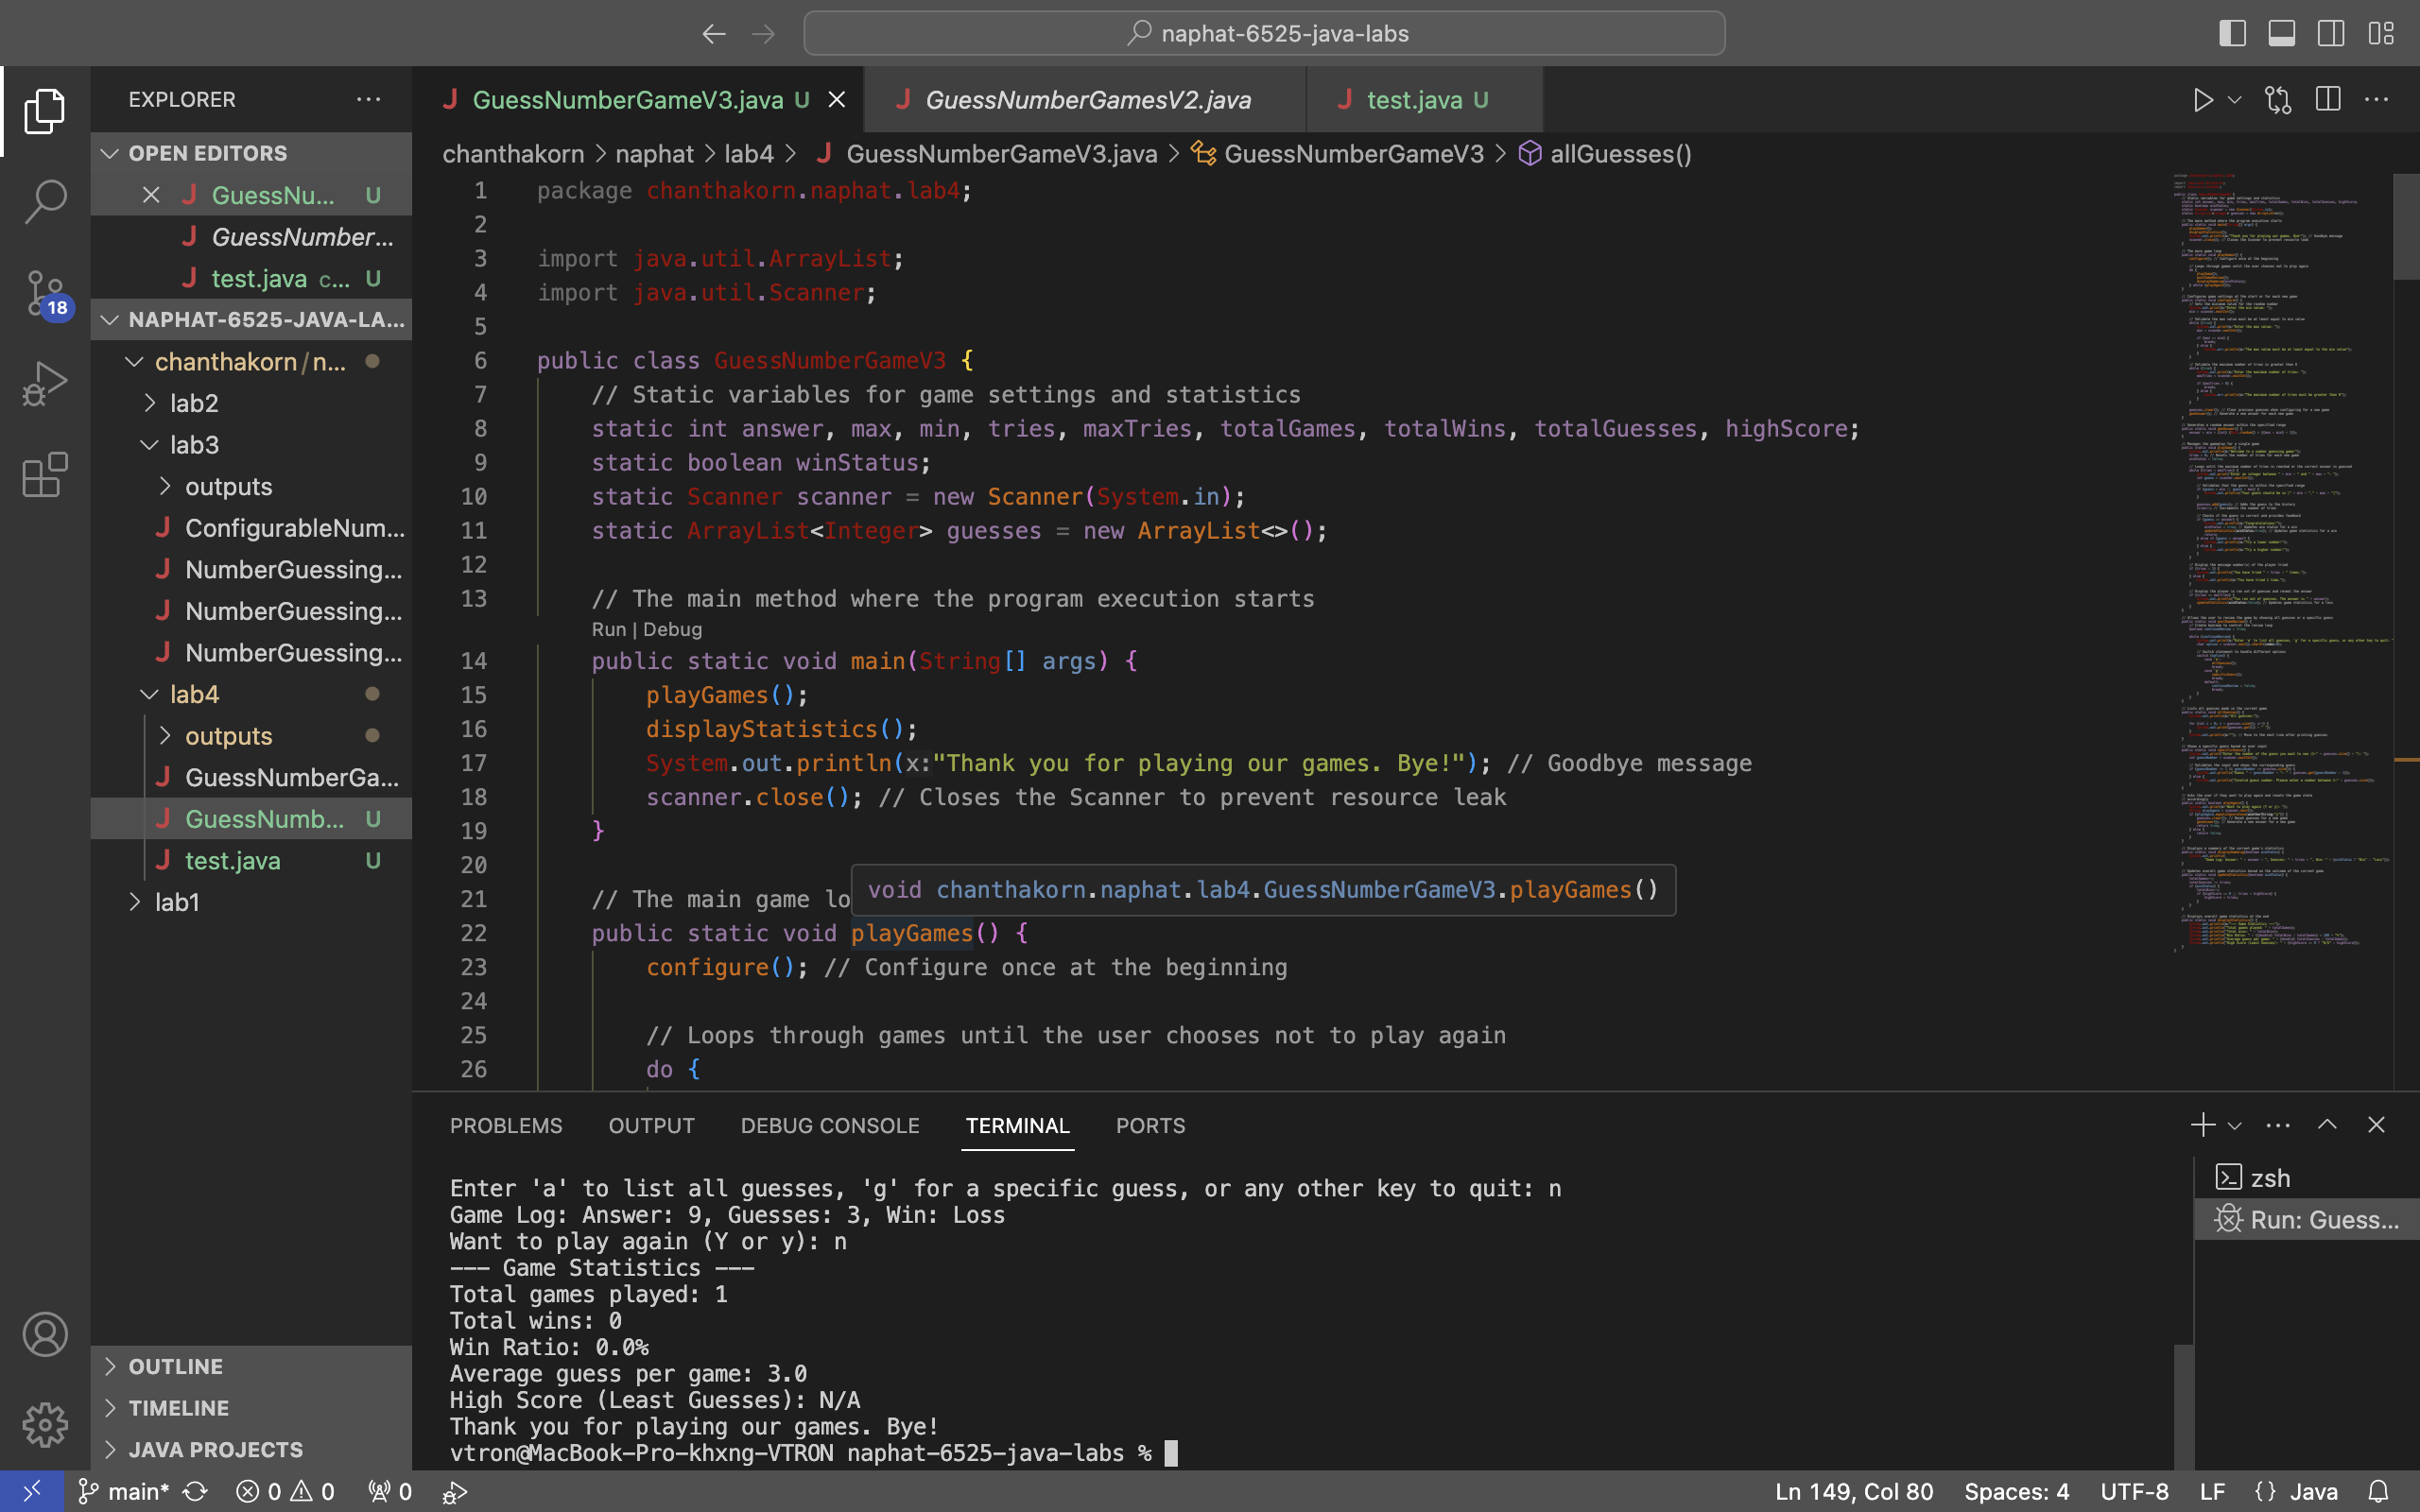 naphat-6525-java-labs
EXPLORER
GuessNumberGameV3.java U
GuessNumberGamesV2.java
test.java U
OPEN EDITORS
GuessNu... U
GuessNumber...
test.java c... U
18
NAPHAT-6525-JAVA-LA...
chanthakorn/n...
lab2
lab3
outputs
ConfigurableNum...
NumberGuessing...
NumberGuessing...
NumberGuessing...
lab4
outputs
GuessNumberGa...
GuessNumb... U
test.java U
lab1
OUTLINE
TIMELINE
JAVA PROJECTS
chanthakorn > naphat > lab4 > GuessNumberGameV3.java > GuessNumberGameV3 > allGuesses()
1 package chanthakorn.naphat.lab4;
2
3 import java.util.ArrayList;
4 import java.util.Scanner;
5
6 public class GuessNumberGameV3 {
7 // Static variables for game settings and statistics
8 static int answer, max, min, tries, maxTries, totalGames, totalWins, totalGuesses, highScore;
9 static boolean winStatus;
10 static Scanner scanner = new Scanner(System.in);
11 static ArrayList<Integer> guesses = new ArrayList<>();
12
13 // The main method where the program execution starts
Run | Debug
14 public static void main(String[] args) {
15 playGames();
16 displayStatistics();
17 System.out.println(x:"Thank you for playing our games. Bye!"); // Goodbye message
18 scanner.close(); // Closes the Scanner to prevent resource leak
19 }
20
void chanthakorn.naphat.lab4.GuessNumberGameV3.playGames()
21 // The main game lo
22 public static void playGames() {
23 configure(); // Configure once at the beginning
24
25 // Loops through games until the user chooses not to play again
26 do {
PROBLEMS OUTPUT DEBUG CONSOLE TERMINAL PORTS
Enter 'a' to list all guesses, 'g' for a specific guess, or any other key to quit: n
Game Log: Answer: 9, Guesses: 3, Win: Loss
Want to play again (Y or y): n
--- Game Statistics ---
Total games played: 1
Total wins: 0
Win Ratio: 0.0%
Average guess per game: 3.0
High Score (Least Guesses): N/A
Thank you for playing our games. Bye!
vtron@MacBook-Pro-khxng-VTRON naphat-6525-java-labs %
zsh
Run: Guess...
main* 0 0 0
Ln 149, Col 80 Spaces: 4 UTF-8 LF {} Java